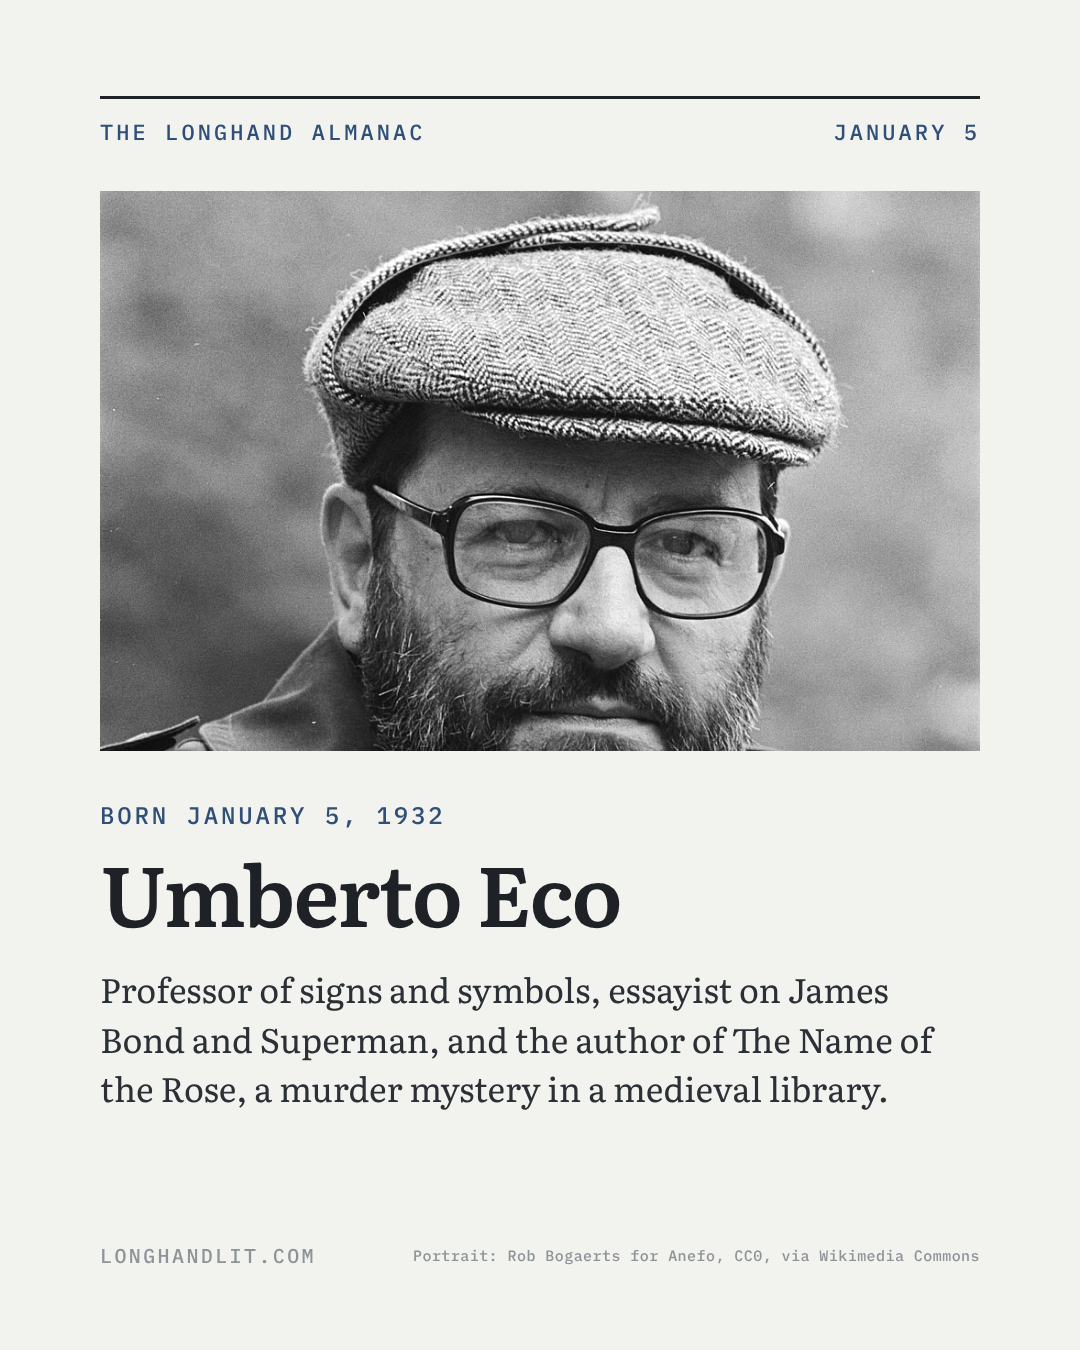 THE LONGHAND ALMANAC
JANUARY 5
BORN JANUARY 5, 1932
Umberto Eco
Professor of signs and symbols, essayist on James
Bond and Superman, and the author of The Name of
the Rose, a murder mystery in a medieval library.
LONGHANDLIT.COM
Portrait: Rob Bogaerts for Anefo, CC0, via Wikimedia Commons